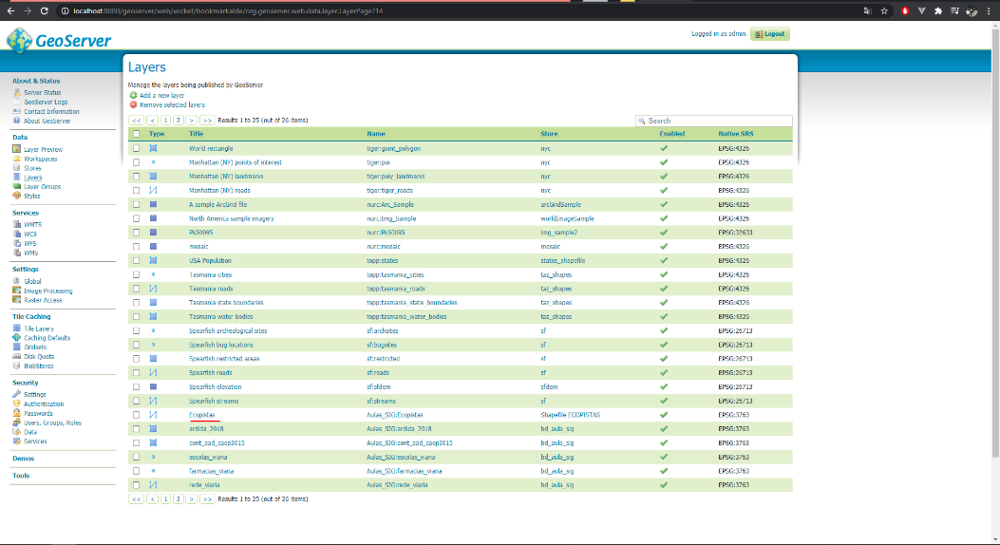 localhost:8080/geoserver/web/wicket/bookmarkable/org.geoserver.web.data.layer.LayerPage?14
GeoServer
Logged in as admin. Logout
About & Status
Server Status
GeoServer Logs
Contact Information
About GeoServer
Data
Layer Preview
Workspaces
Stores
Layers
Layer Groups
Styles
Services
WMTS
WCS
WFS
WMS
Settings
Global
Image Processing
Raster Access
Tile Caching
Tile Layers
Caching Defaults
Gridsets
Disk Quota
BlobStores
Security
Settings
Authentication
Passwords
Users, Groups, Roles
Data
Services
Demos
Tools
Layers
Manage the layers being published by GeoServer
Add a new layer
Remove selected layers
<< < 1 2 > >> Results 1 to 25 (out of 26 items) Search
Type Title Name Store Enabled Native SRS
World rectangle tiger:giant_polygon nyc EPSG:4326
Manhattan (NY) points of interest tiger:poi nyc EPSG:4326
Manhattan (NY) landmarks tiger:poly_landmarks nyc EPSG:4326
Manhattan (NY) roads tiger:tiger_roads nyc EPSG:4326
A sample ArcGrid file nurc:Arc_Sample arcGridSample EPSG:4326
North America sample imagery nurc:Img_Sample worldImageSample EPSG:4326
Pk50095 nurc:Pk50095 img_sample2 EPSG:32633
mosaic nurc:mosaic mosaic EPSG:4326
USA Population topp:states states_shapefile EPSG:4326
Tasmania cities topp:tasmania_cities taz_shapes EPSG:4326
Tasmania roads topp:tasmania_roads taz_shapes EPSG:4326
Tasmania state boundaries topp:tasmania_state_boundaries taz_shapes EPSG:4326
Tasmania water bodies topp:tasmania_water_bodies taz_shapes EPSG:4326
Spearfish archeological sites sf:archsites sf EPSG:26713
Spearfish bug locations sf:bugsites sf EPSG:26713
Spearfish restricted areas sf:restricted sf EPSG:26713
Spearfish roads sf:roads sf EPSG:26713
Spearfish elevation sf:sfdem sfdem EPSG:26713
Spearfish streams sf:streams sf EPSG:26713
Ecopistas Aulas_SIG:Ecopistas Shapefile ECOPISTAS EPSG:3763
ardida_2018 Aulas_SIG:ardida_2018 bd_aula_sig EPSG:3763
cont_aad_caop2015 Aulas_SIG:cont_aad_caop2015 bd_aula_sig EPSG:3763
escolas_viana Aulas_SIG:escolas_viana bd_aula_sig EPSG:3763
farmacias_viana Aulas_SIG:farmacias_viana bd_aula_sig EPSG:3763
rede_viaria Aulas_SIG:rede_viaria bd_aula_sig EPSG:3763
<< < 1 2 > >> Results 1 to 25 (out of 26 items)